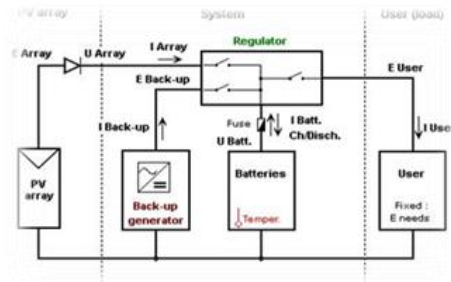 PV array
System
User (load)
E Array
U Array
I Array
Regulator
E Back-up
E User
I Back-up
Fuse
I Batt.
Ch/Disch.
U Batt.
I Use
PV
array
Back-up
generator
Batteries
Temper.
User
Fixed :
E needs